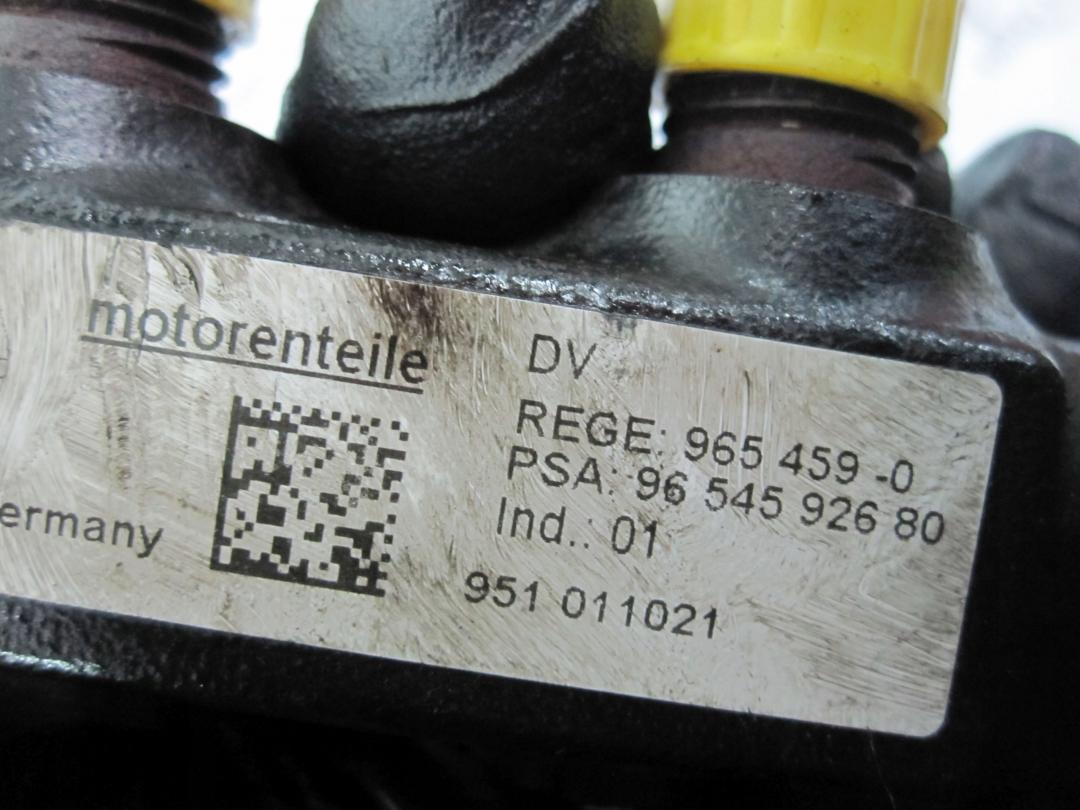 motorenteile
DV
REGE: 965 459 -0
PSA: 96 545 926 80
Ind.: 01
ermany
951 011021